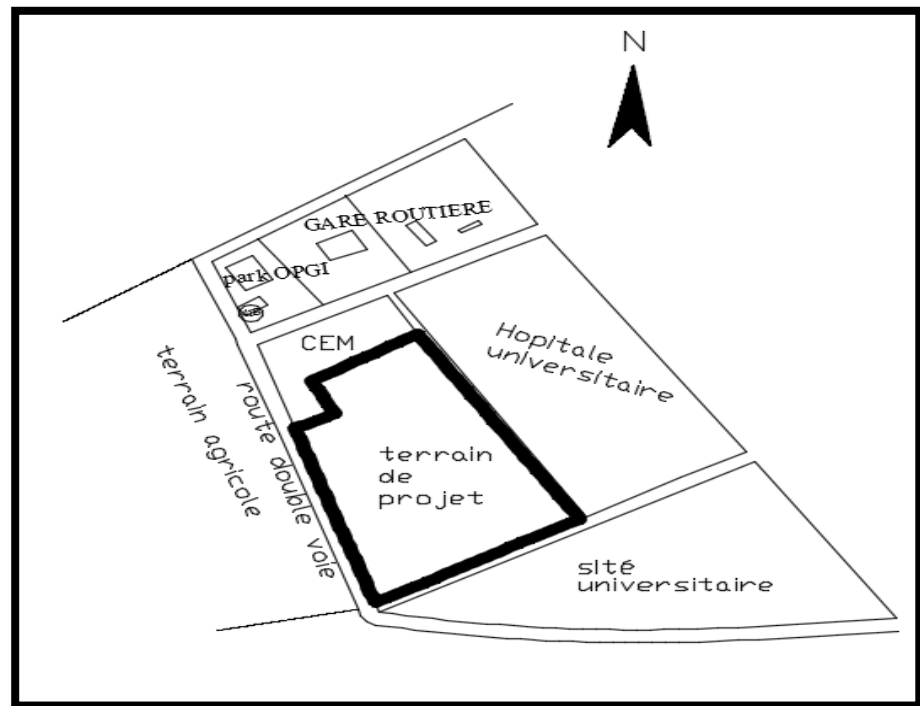 N
GARE ROUTIERE
park OPGI
CEM
Hopitale
universitaire
terrain agricole
route double voie
terrain
de
projet
sité
universitaire